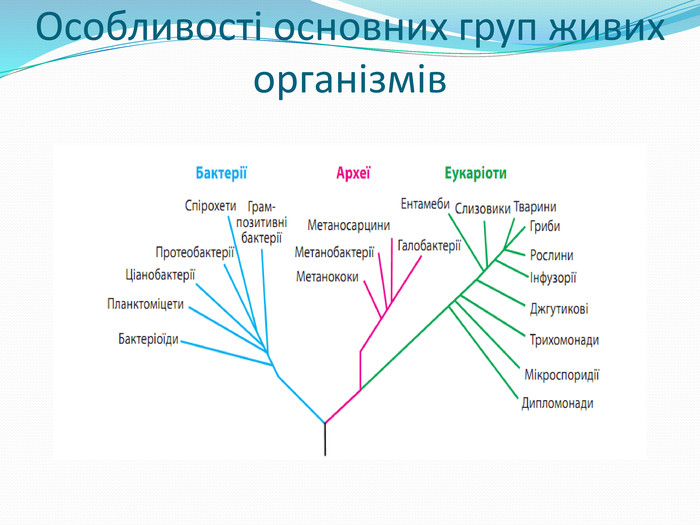 Особливості основних груп живих
організмів
Бактерії
Археї
Еукаріоти
Спірохети
Грам-
позитивні
бактерії
Протеобактерії
Ціанобактерії
Планктоміцети
Бактеріоїди
Метаносарцини
Метанобактерії
Галобактерії
Метанококи
Ентамеби
Слизовики
Тварини
Гриби
Рослини
Інфузорії
Джгутикові
Трихомонади
Мікроспоридії
Дипломонади